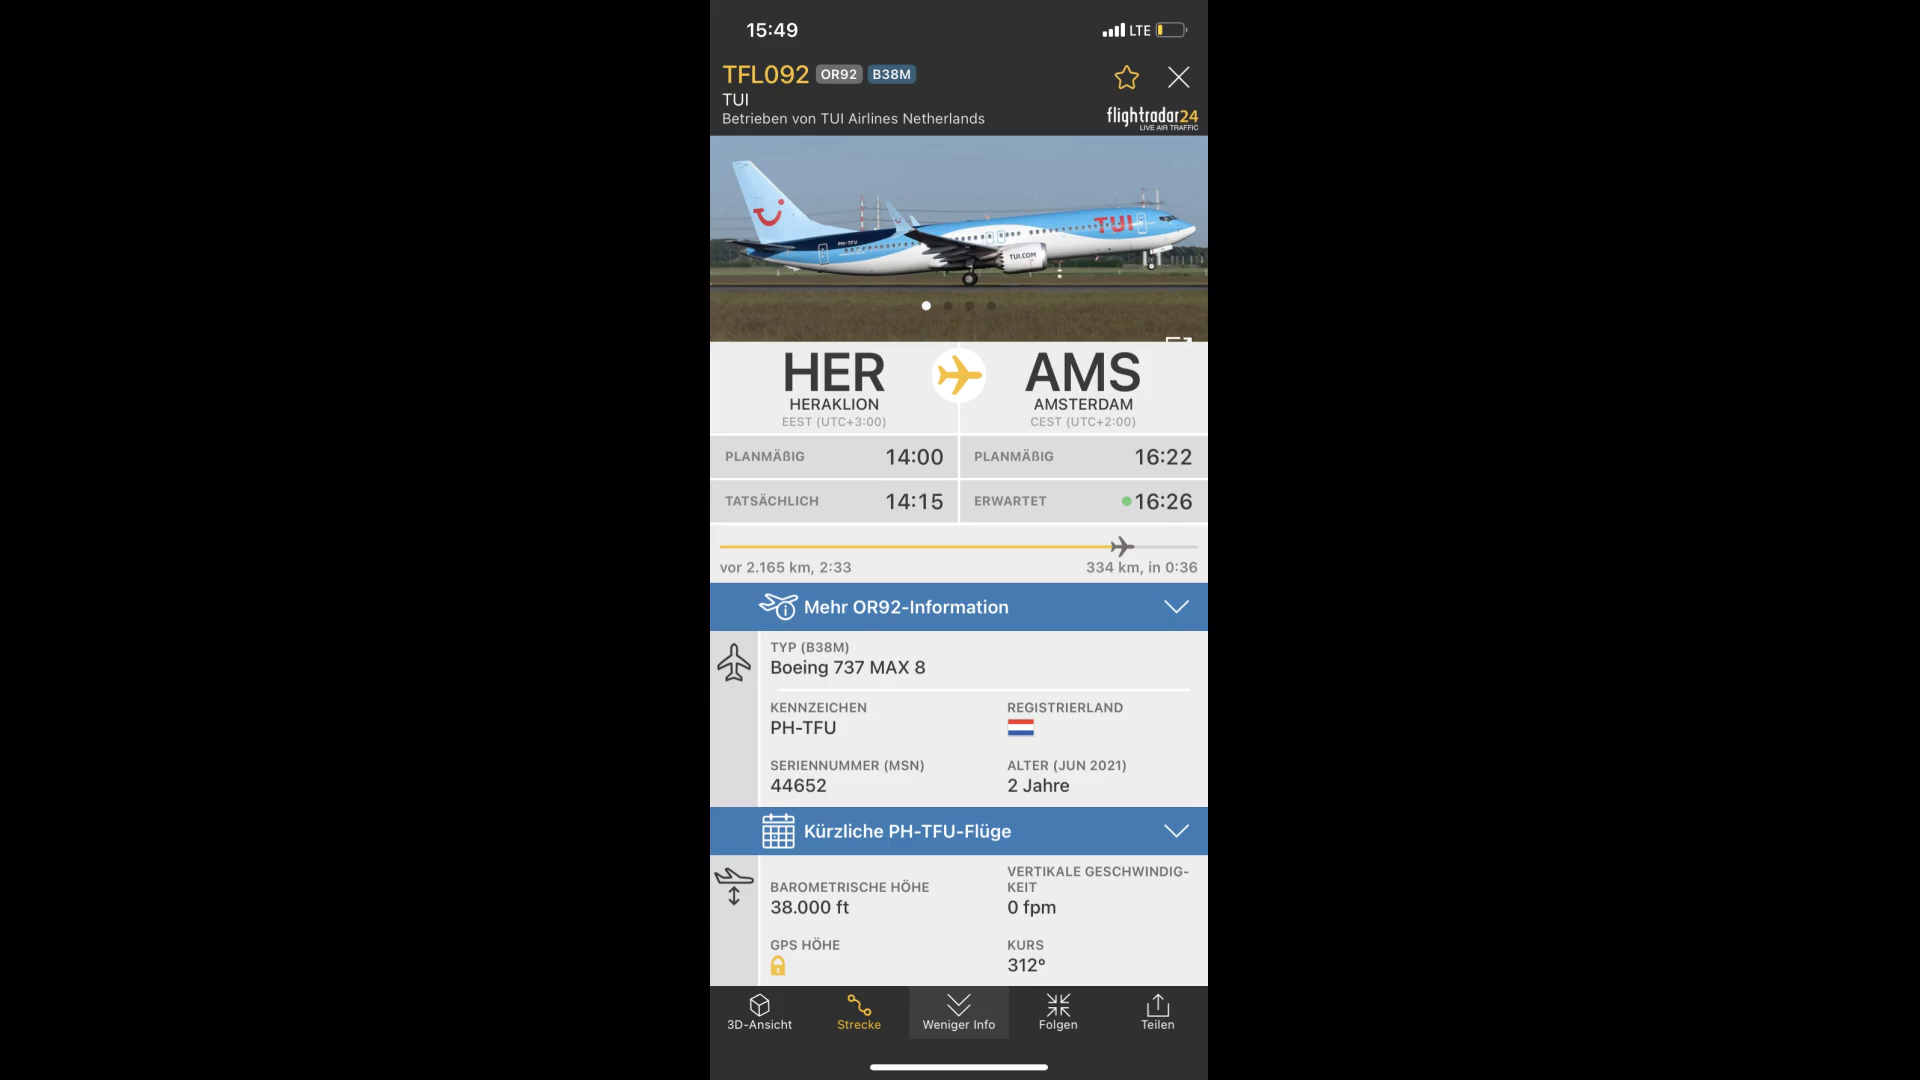 15:49
LTE
TFL092 OR92 B38M
TUI
Betrieben von TUI Airlines Netherlands
flightradar24
LIVE AIR TRAFFIC
TUI
PH-TFU
TUI.COM
HER AMS
HERAKLION AMSTERDAM
EEST (UTC+3:00) CEST (UTC+2:00)
PLANMÄßIG 14:00 PLANMÄßIG 16:22
TATSÄCHLICH 14:15 ERWARTET 16:26
vor 2.165 km, 2:33 334 km, in 0:36
Mehr OR92-Information
TYP (B38M)
Boeing 737 MAX 8
KENNZEICHEN REGISTRIERLAND
PH-TFU
SERIENNUMMER (MSN) ALTER (JUN 2021)
44652 2 Jahre
Kürzliche PH-TFU-Flüge
BAROMETRISCHE HÖHE
38.000 ft
VERTIKALE GESCHWINDIG-
KEIT
0 fpm
GPS HÖHE KURS
312°
3D-Ansicht Strecke Weniger Info Folgen Teilen